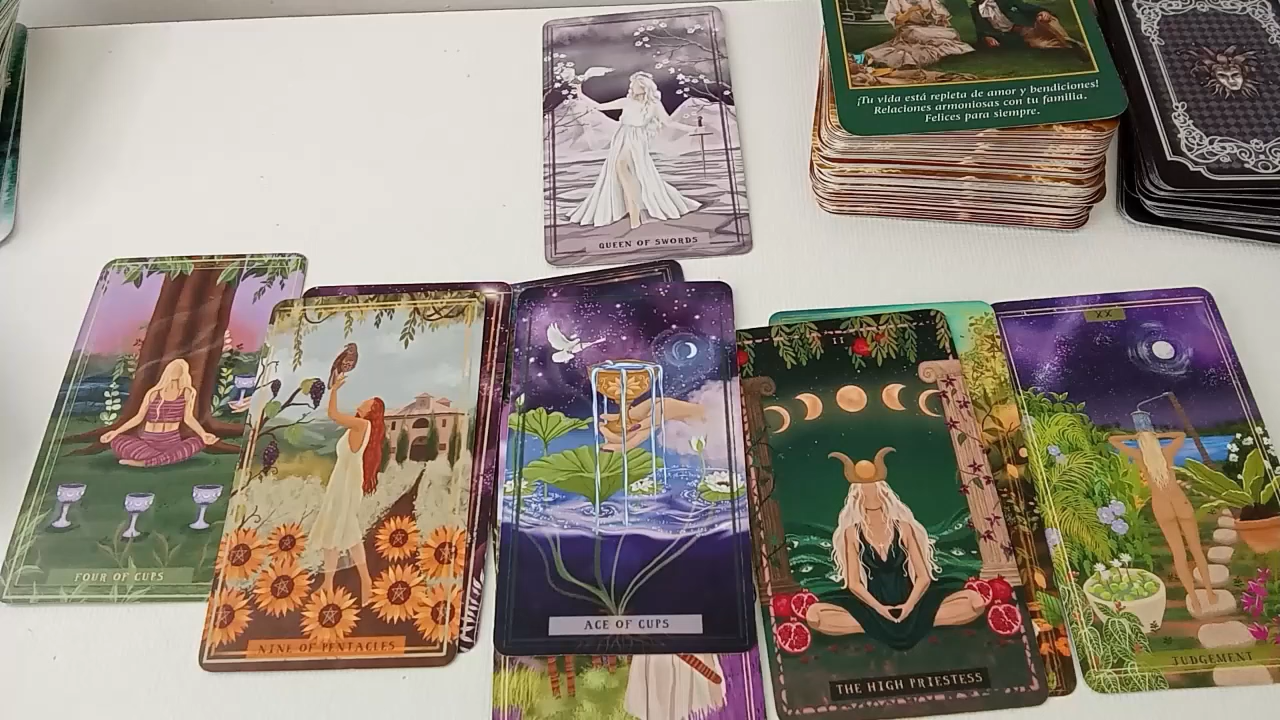 ¡Tu vida está repleta de amor y bendiciones!
Relaciones armoniosas con tu familia.
Felices para siempre.
QUEEN OF SWORDS
XX
II
FOUR OF CUPS
NINE OF PENTACLES
ACE OF CUPS
THE HIGH PRIESTESS
JUDGEMENT